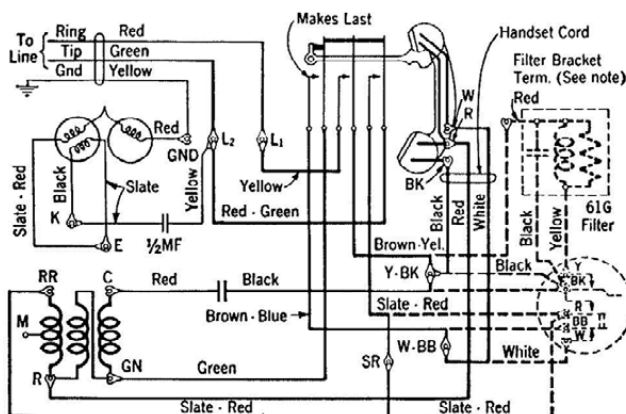 To Line
Ring
Red
Tip
Green
Gnd
Yellow
Makes Last
Handset Cord
Filter Bracket
Term. (See note)
Red
W
R
BK
Red
GND
L2
L1
Yellow
Yellow
Red-Green
Slate-Red
Black
Slate
K
E
½MF
Black
Red
White
Brown-Yel.
Black
Yellow
61G
Filter
Y
BK
R
BB
W
Y
Black
Y-BK
RR
C
Red
Black
M
Brown-Blue
Slate-Red
W-BB
White
SR
R
GN
Green
Slate-Red
Slate-Red